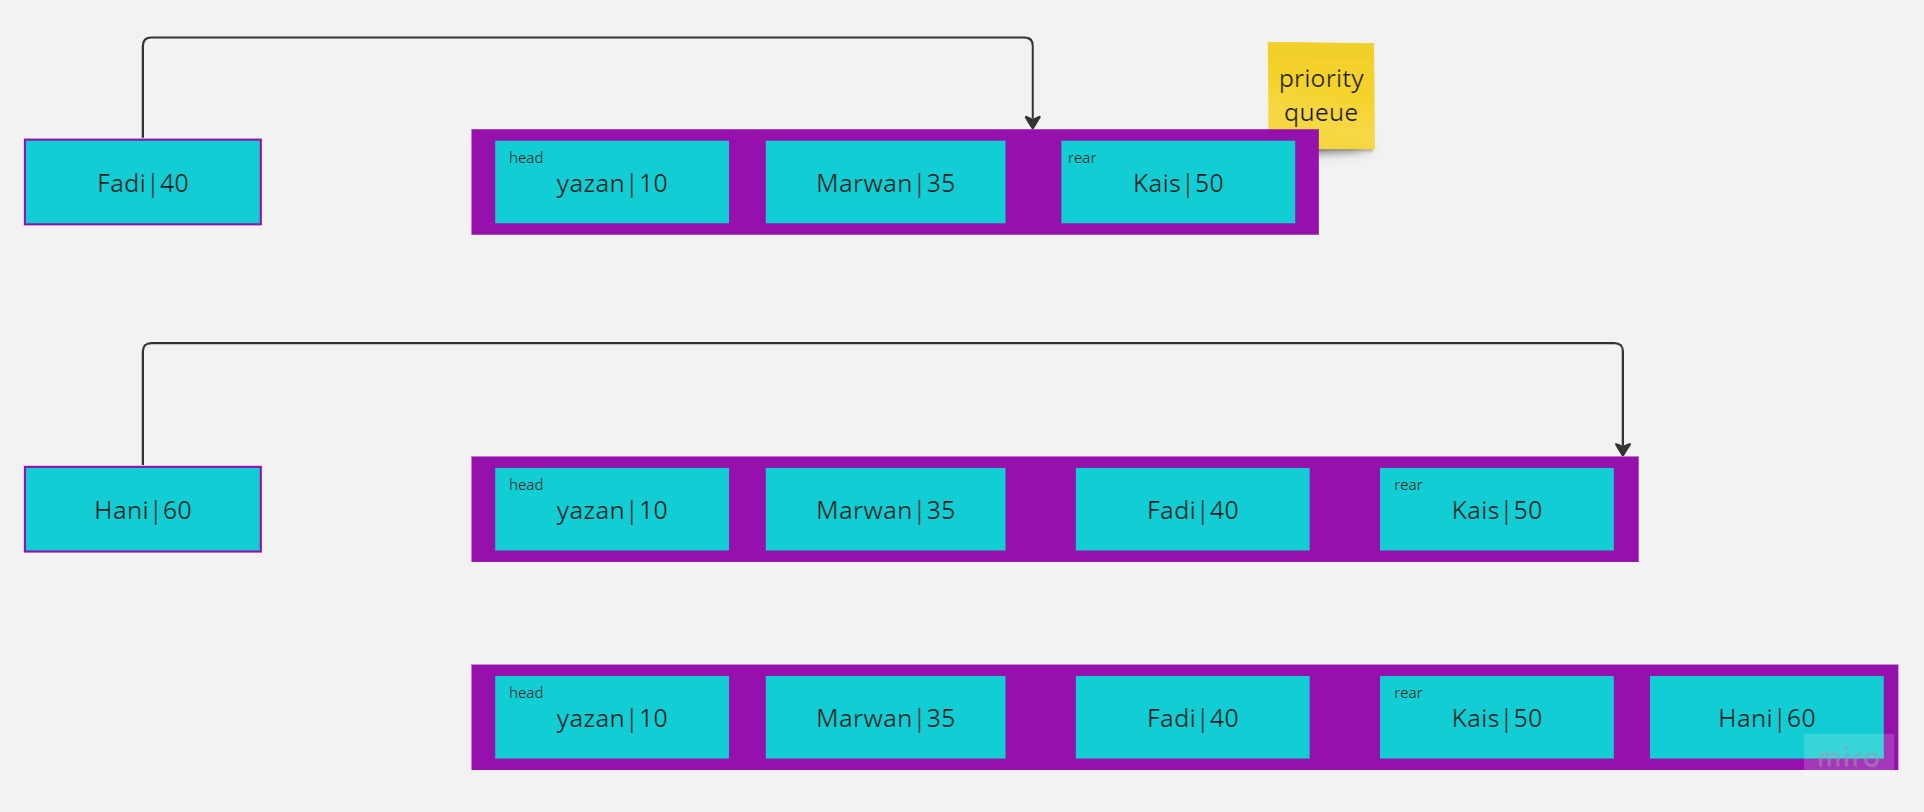 priority
queue
Fadi|40
head
yazan|10
Marwan|35
rear
Kais|50
Hani|60
head
yazan|10
Marwan|35
Fadi|40
rear
Kais|50
head
yazan|10
Marwan|35
Fadi|40
rear
Kais|50
Hani|60
miro